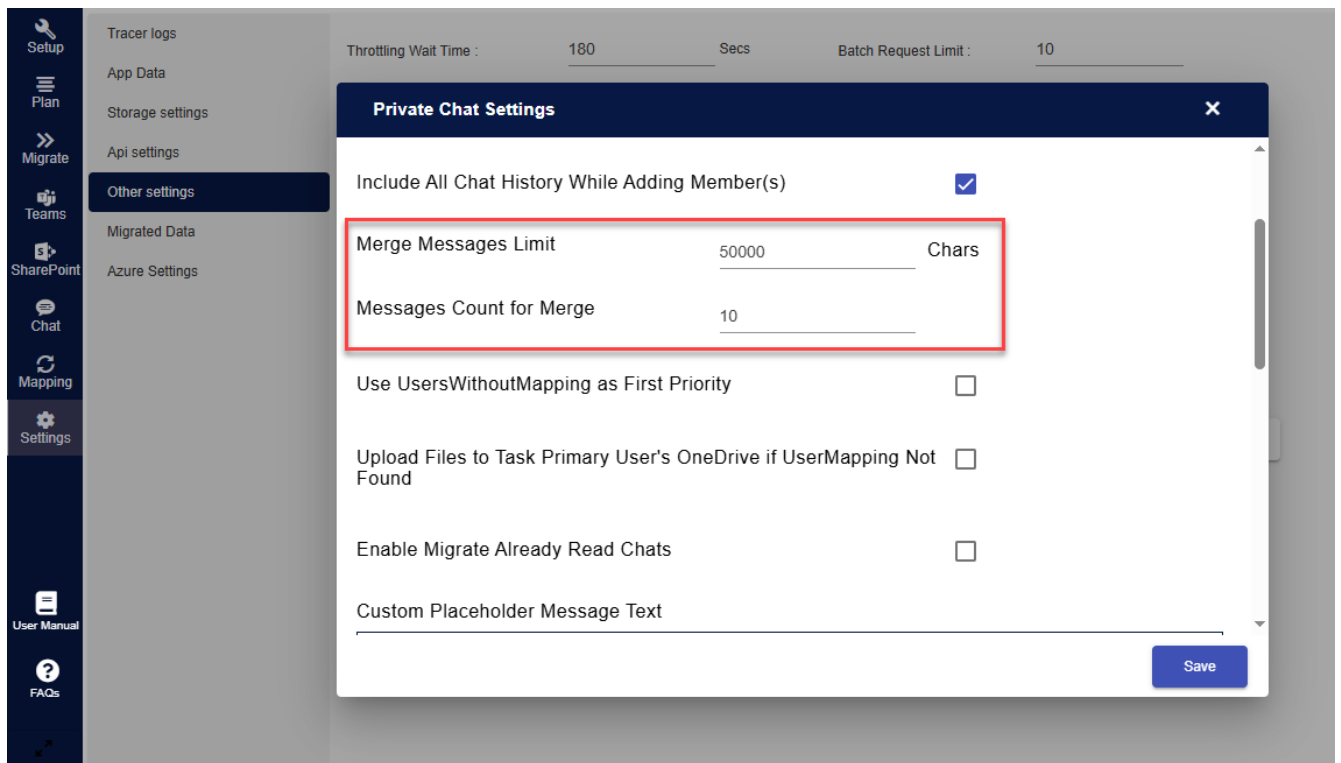 Setup
Plan
Migrate
Teams
SharePoint
Chat
Mapping
Settings
User Manual
FAQs
Tracer logs
App Data
Storage settings
Api settings
Other settings
Migrated Data
Azure Settings
Throttling Wait Time : 180 Secs Batch Request Limit : 10
Private Chat Settings
Include All Chat History While Adding Member(s)
Merge Messages Limit 50000 Chars
Messages Count for Merge 10
Use UsersWithoutMapping as First Priority
Upload Files to Task Primary User's OneDrive if UserMapping Not
Found
Enable Migrate Already Read Chats
Custom Placeholder Message Text
Save